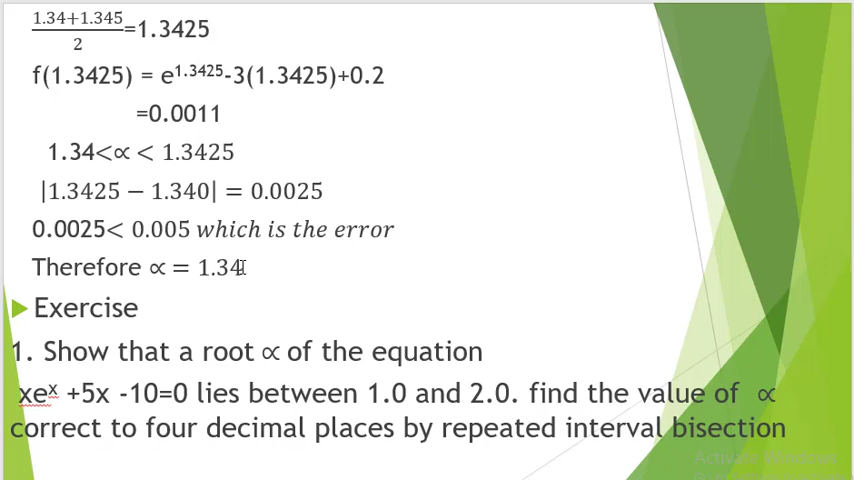 1.34+1.345/2=1.3425
f(1.3425) = e^1.3425-3(1.3425)+0.2
=0.0011
1.34<∝ < 1.3425
|1.3425 − 1.340| = 0.0025
0.0025< 0.005 which is the error
Therefore ∝ = 1.34
Exercise
1. Show that a root ∝ of the equation
xe^x +5x -10=0 lies between 1.0 and 2.0. find the value of ∝
correct to four decimal places by repeated interval bisection
Activate Windows